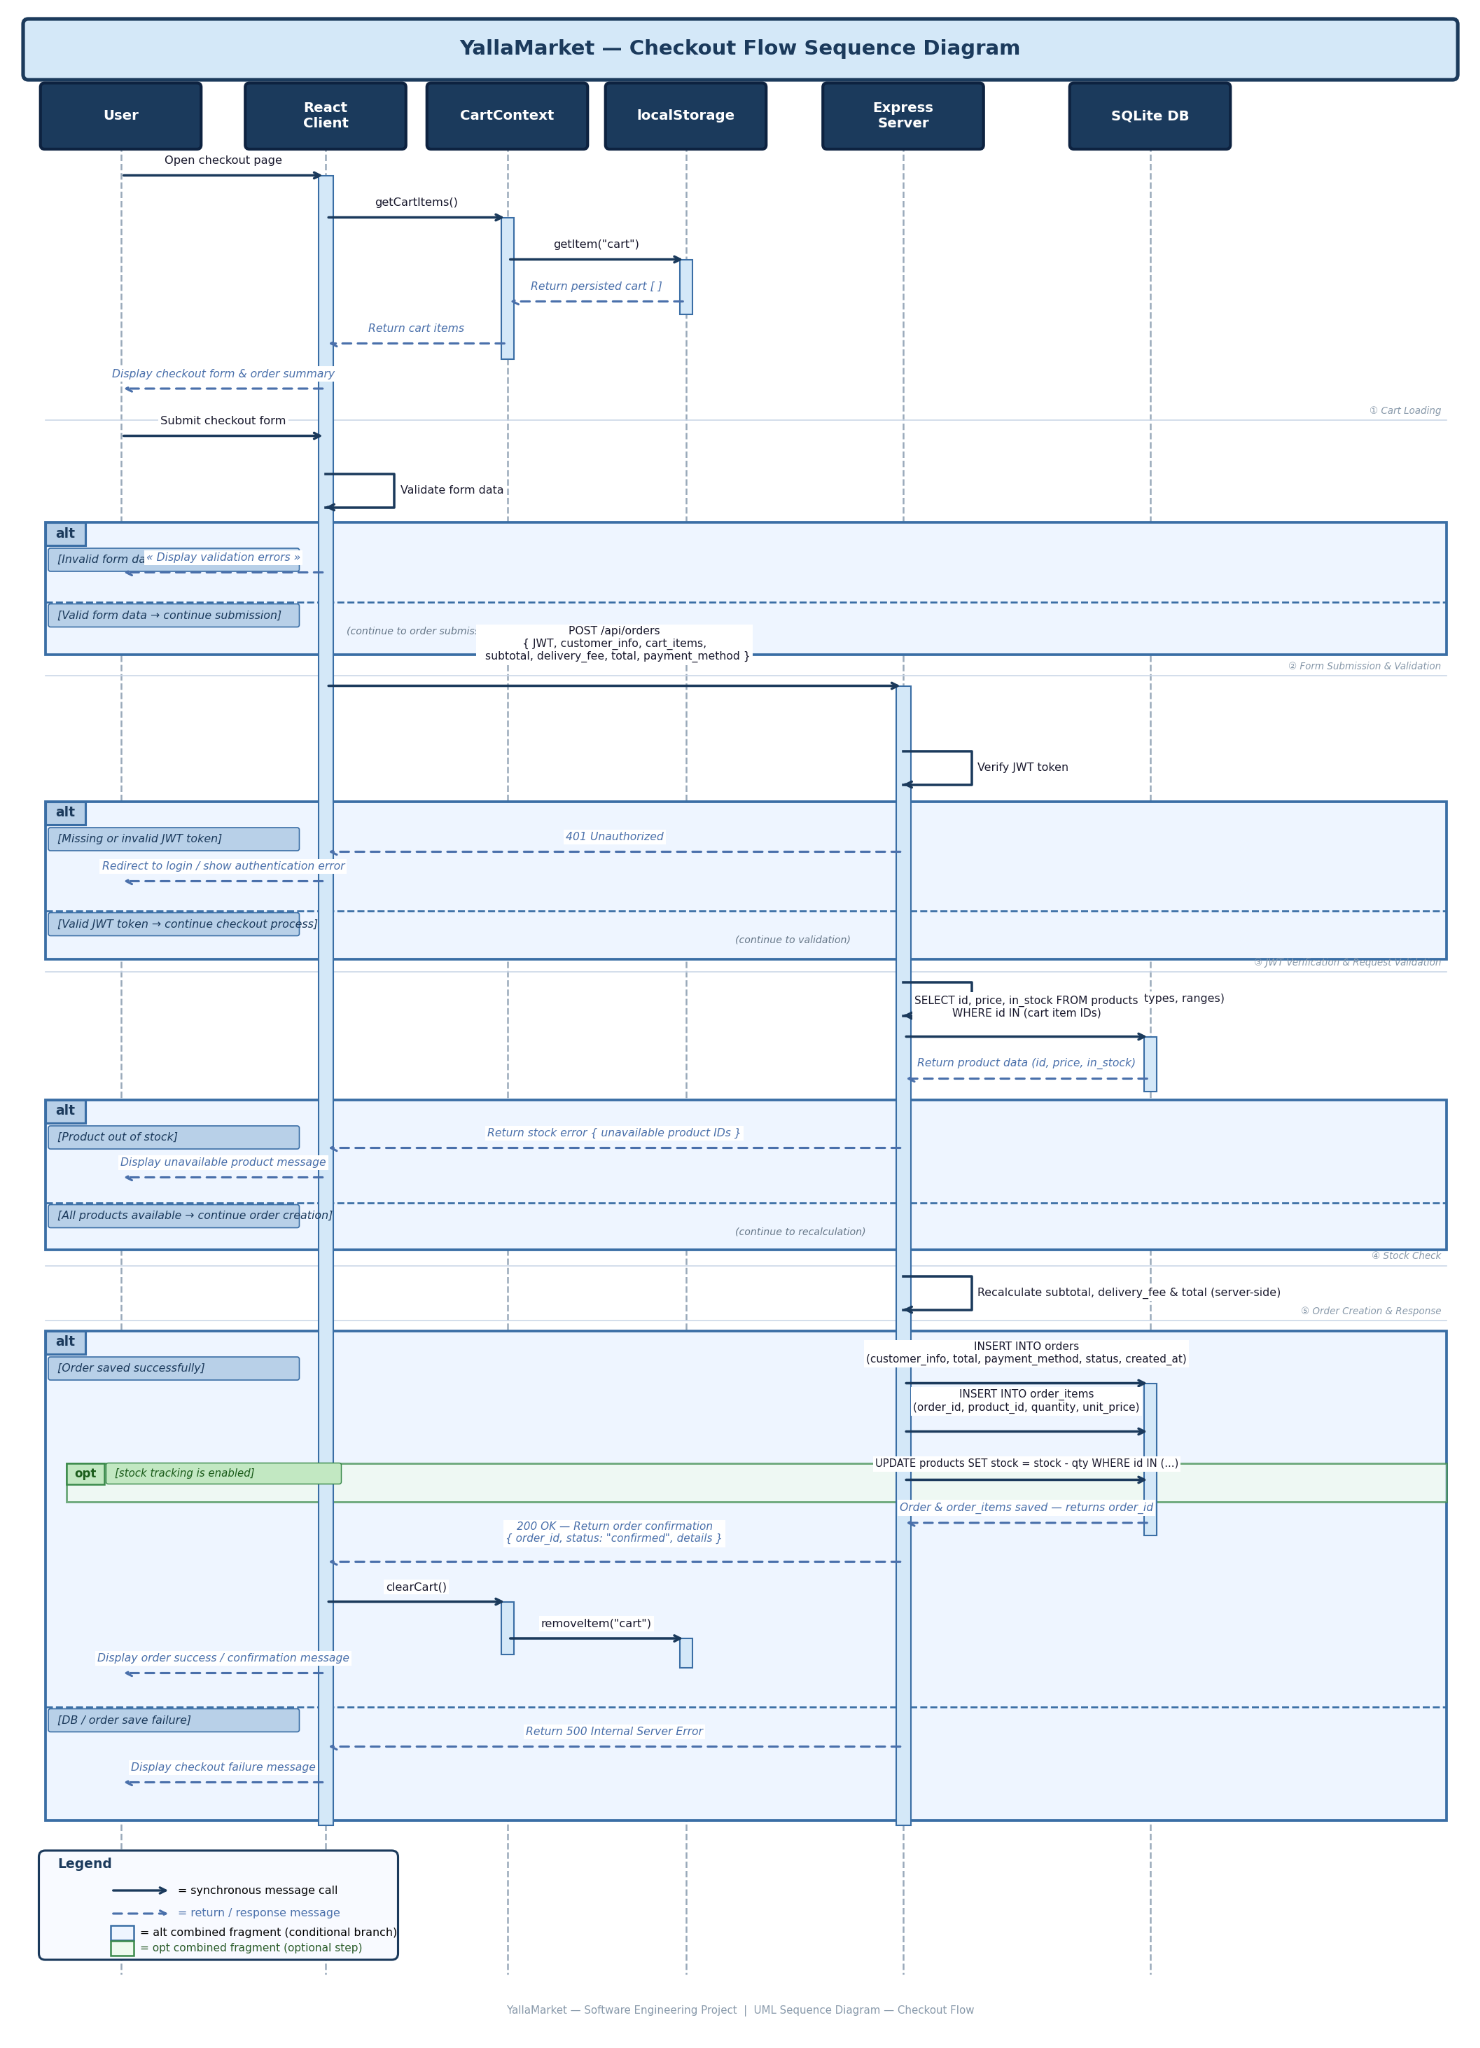 YallaMarket — Checkout Flow Sequence Diagram
User
React
Client
CartContext
localStorage
Express
Server
SQLite DB
Open checkout page
getCartItems()
getItem("cart")
Return persisted cart [ ]
Return cart items
Display checkout form & order summary
① Cart Loading
Submit checkout form
Validate form data
alt
[Invalid form da
« Display validation errors »
[Valid form data → continue submission]
(continue to order submis
POST /api/orders
{ JWT, customer_info, cart_items,
subtotal, delivery_fee, total, payment_method }
② Form Submission & Validation
Verify JWT token
alt
[Missing or invalid JWT token]
401 Unauthorized
Redirect to login / show authentication error
[Valid JWT token → continue checkout process]
(continue to validation)
③ JWT Verification & Request Validation
SELECT id, price, in_stock FROM products
WHERE id IN (cart item IDs)
types, ranges)
Return product data (id, price, in_stock)
alt
[Product out of stock]
Return stock error { unavailable product IDs }
Display unavailable product message
[All products available → continue order creation]
(continue to recalculation)
④ Stock Check
Recalculate subtotal, delivery_fee & total (server-side)
⑤ Order Creation & Response
alt
[Order saved successfully]
INSERT INTO orders
(customer_info, total, payment_method, status, created_at)
INSERT INTO order_items
(order_id, product_id, quantity, unit_price)
opt
[stock tracking is enabled]
UPDATE products SET stock = stock - qty WHERE id IN (...)
Order & order_items saved — returns order_id
200 OK — Return order confirmation
{ order_id, status: "confirmed", details }
clearCart()
removeItem("cart")
Display order success / confirmation message
[DB / order save failure]
Return 500 Internal Server Error
Display checkout failure message
Legend
= synchronous message call
= return / response message
= alt combined fragment (conditional branch)
= opt combined fragment (optional step)
YallaMarket — Software Engineering Project | UML Sequence Diagram — Checkout Flow